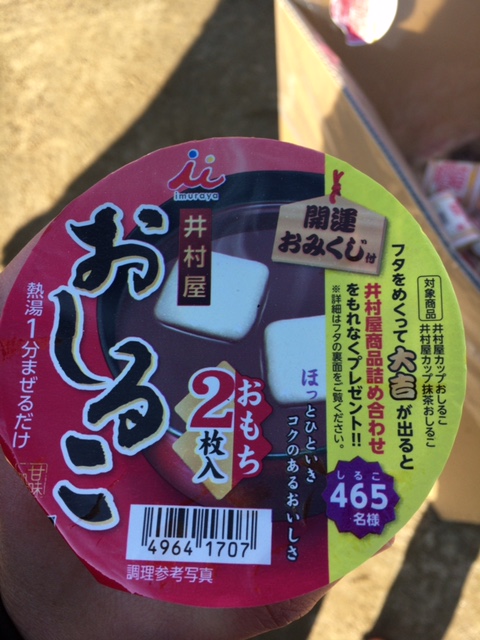 imuraya
井村屋
おしるこ
熱湯1分まぜるだけ
おもち
2枚入
ほっとひといき
コクのあるおいしさ
甘味
4964 1707
調理参考写真
開運
おみくじ付
対象商品
井村屋カップおしるこ
井村屋カップ抹茶おしるこ
フタをめくって大吉が出ると
井村屋商品詰め合わせ
をもれなくプレゼント!!
※詳細はフタの裏面をご覧ください。
しるこ
465
名様